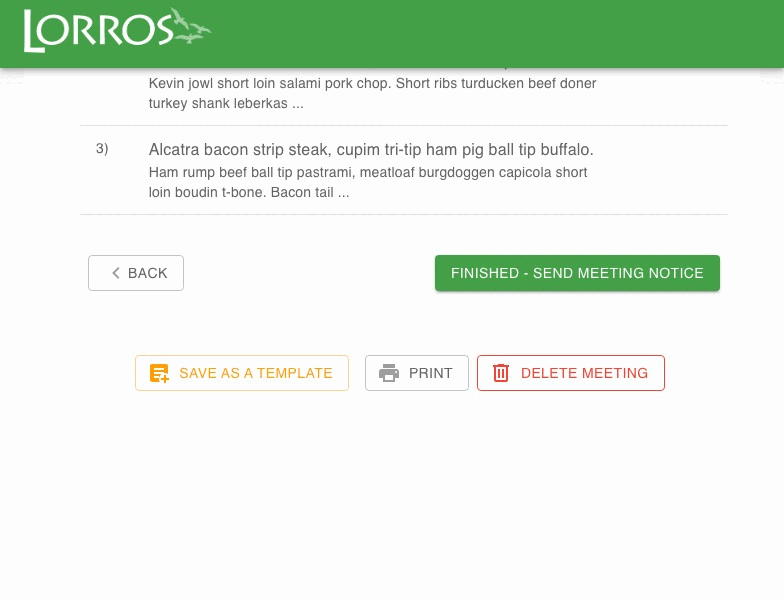 LORROS
Kevin jowl short loin salami pork chop. Short ribs turducken beef doner
turkey shank leberkas ...
3) Alcatra bacon strip steak, cupim tri-tip ham pig ball tip buffalo.
Ham rump beef ball tip pastrami, meatloaf burgdoggen capicola short
loin boudin t-bone. Bacon tail ...
BACK FINISHED - SEND MEETING NOTICE
SAVE AS A TEMPLATE PRINT DELETE MEETING